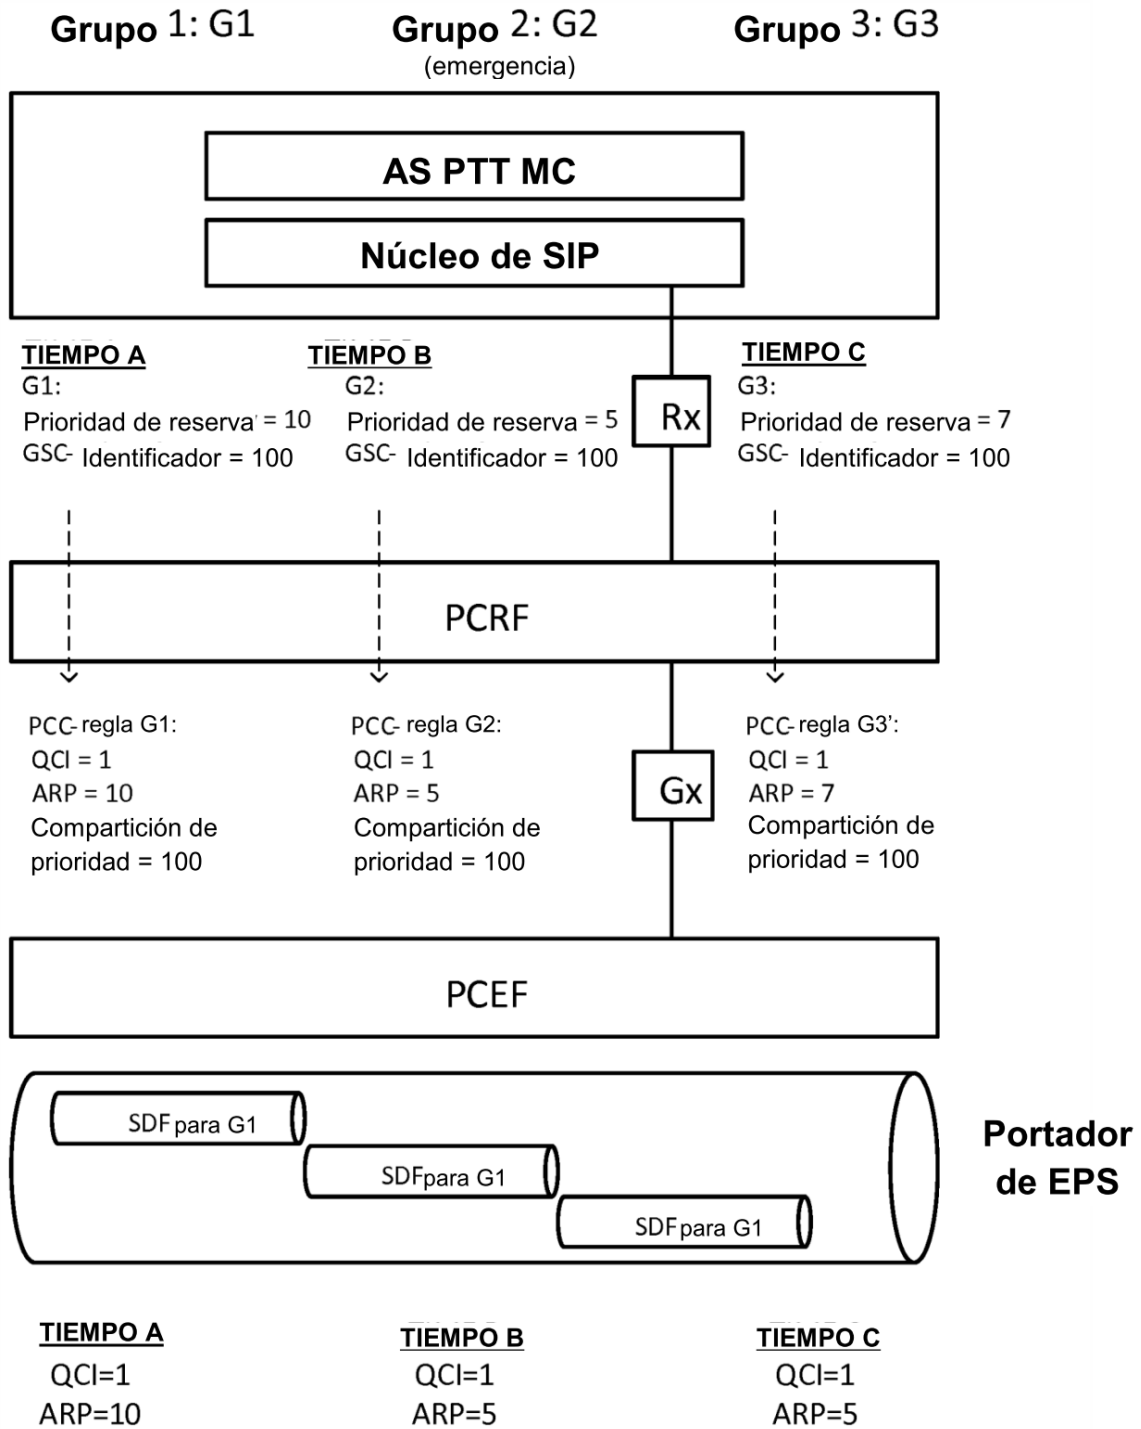 Grupo 1: G1
Grupo 2: G2
(emergencia)
Grupo 3: G3
AS PTT MC
Núcleo de SIP
TIEMPO A
G1:
Prioridad de reserva = 10
GSC- Identificador = 100
TIEMPO B
G2:
Prioridad de reserva = 5
GSC- Identificador = 100
Rx
TIEMPO C
G3:
Prioridad de reserva = 7
GSC- Identificador = 100
PCRF
PCC- regla G1:
QCI = 1
ARP = 10
Compartición de
prioridad = 100
PCC- regla G2:
QCI = 1
ARP = 5
Compartición de
prioridad = 100
Gx
PCC- regla G3’:
QCI = 1
ARP = 7
Compartición de
prioridad = 100
PCEF
SDF para G1
SDF para G1
SDF para G1
Portador
de EPS
TIEMPO A
QCI=1
ARP=10
TIEMPO B
QCI=1
ARP=5
TIEMPO C
QCI=1
ARP=5